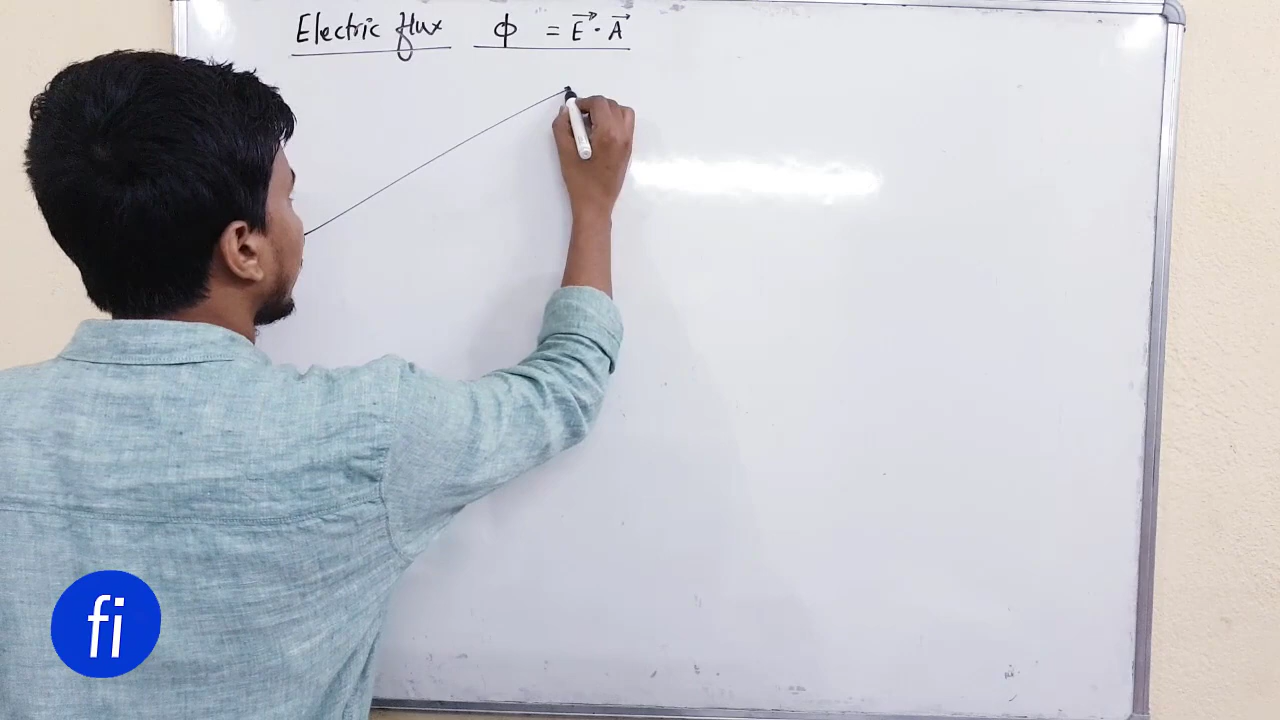 Electric flux ϕ = E⃗ · A⃗
fi